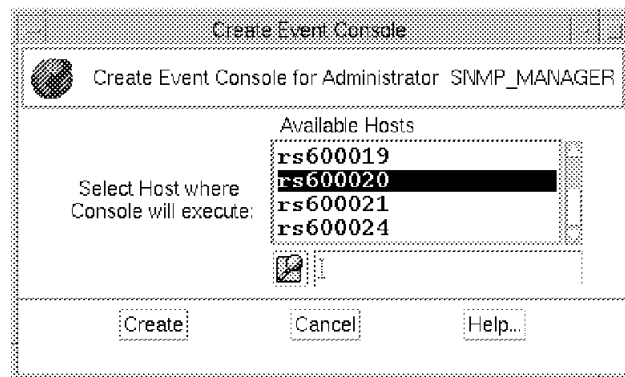 Create Event Console
Create Event Console for Administrator SNMP_MANAGER
Available Hosts
rs600019
rs600020
rs600021
rs600024
Select Host where
Console will execute:
Create
Cancel
Help...